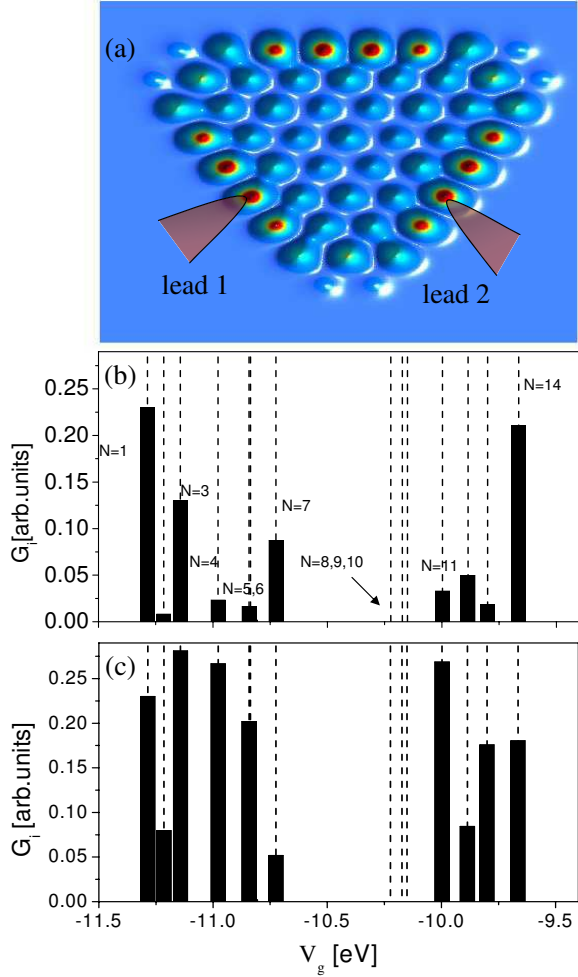 (a)
lead 1
lead 2
(b)
0.25
0.20
0.15
0.10
0.05
0.00
G_i[arb.units]
N=1
N=3
N=4
N=5,6
N=7
N=8,9,10
N=11
N=14
(c)
0.25
0.20
0.15
0.10
0.05
0.00
G_i [arb.units]
-11.5
-11.0
-10.5
-10.0
-9.5
V_g [eV]